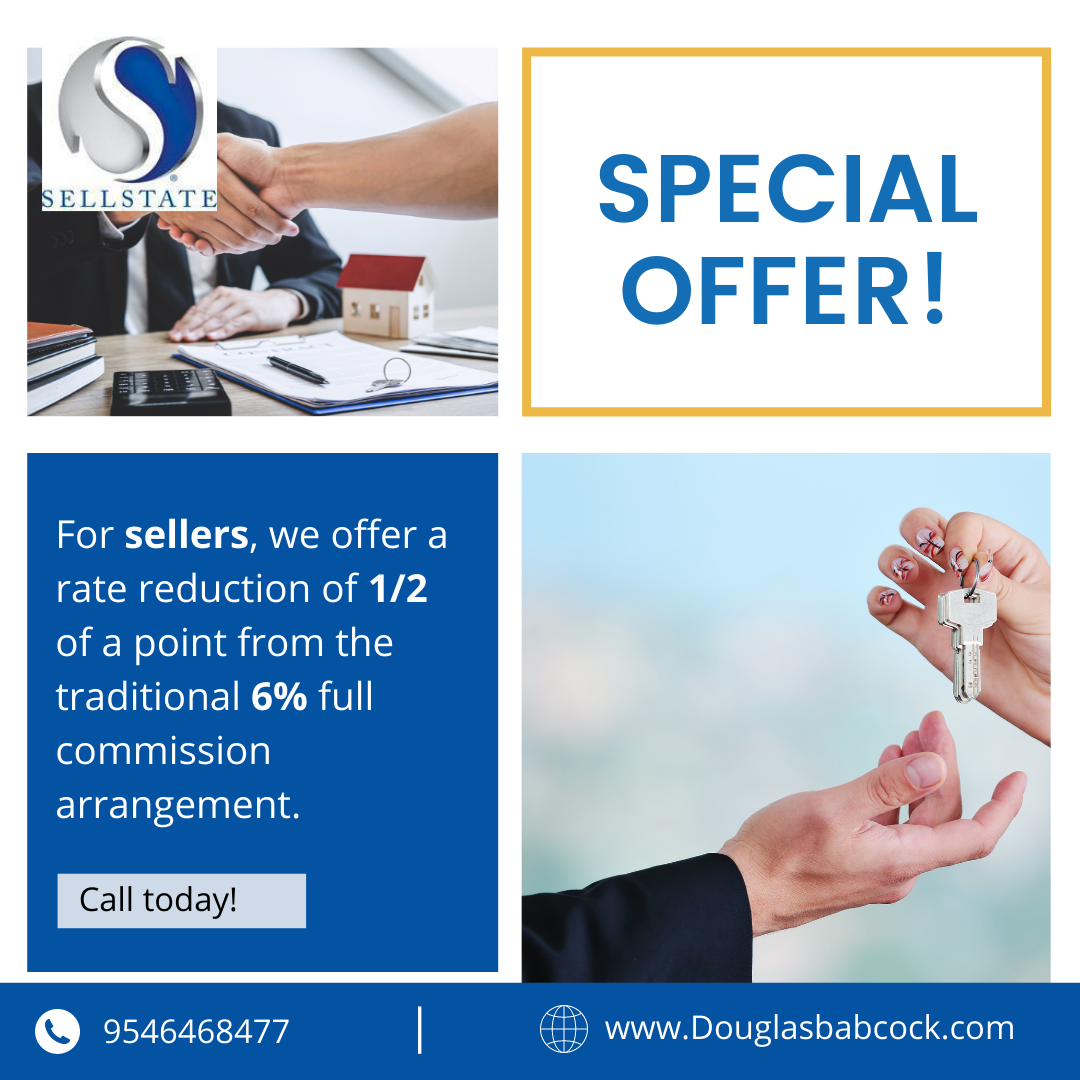 SELLSTATE
®
CONTRACT
SPECIAL
OFFER!
For sellers, we offer a
rate reduction of 1/2
of a point from the
traditional 6% full
commission
arrangement.
Call today!
9546468477 | www.Douglasbabcock.com